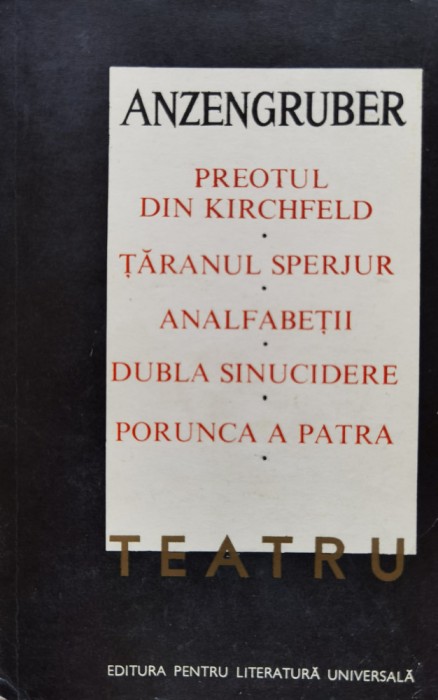 ANZENGRUBER
PREOTUL
DIN KIRCHFELD
•
ȚĂRANUL SPERJUR
•
ANALFABEȚII
•
DUBLA SINUCIDERE
•
PORUNCA A PATRA
•
TEATRU
EDITURA PENTRU LITERATURĂ UNIVERSALĂ